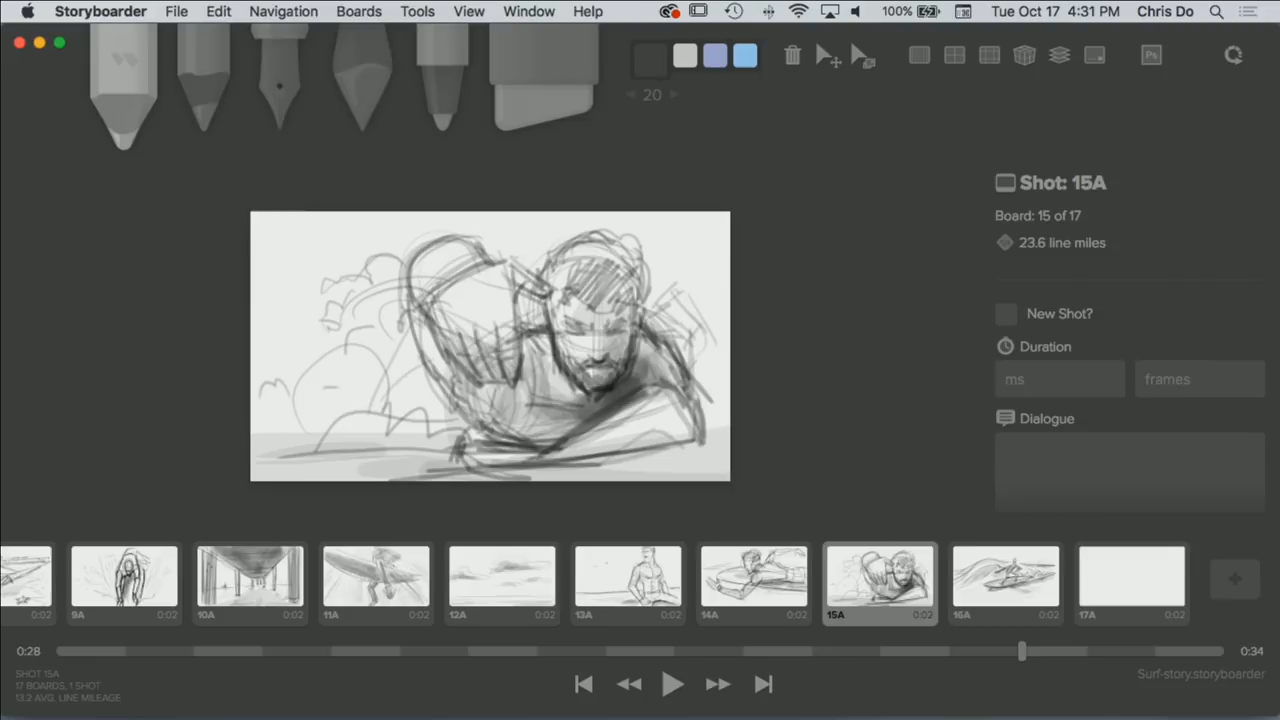 Storyboarder File Edit Navigation Boards Tools View Window Help 100% Tue Oct 17 4:31 PM Chris Do
20
Ps
Shot: 15A
Board: 15 of 17
23.6 line miles
New Shot?
Duration
ms frames
Dialogue
0:02 9A 0:02 10A 0:02 11A 0:02 12A 0:02 13A 0:02 14A 0:02 15A 0:02 16A 0:02 17A 0:02
0:28 0:34
SHOT 15A
17 BOARDS, 1 SHOT
13.2 AVG. LINE MILEAGE
Surf-story.storyboarder